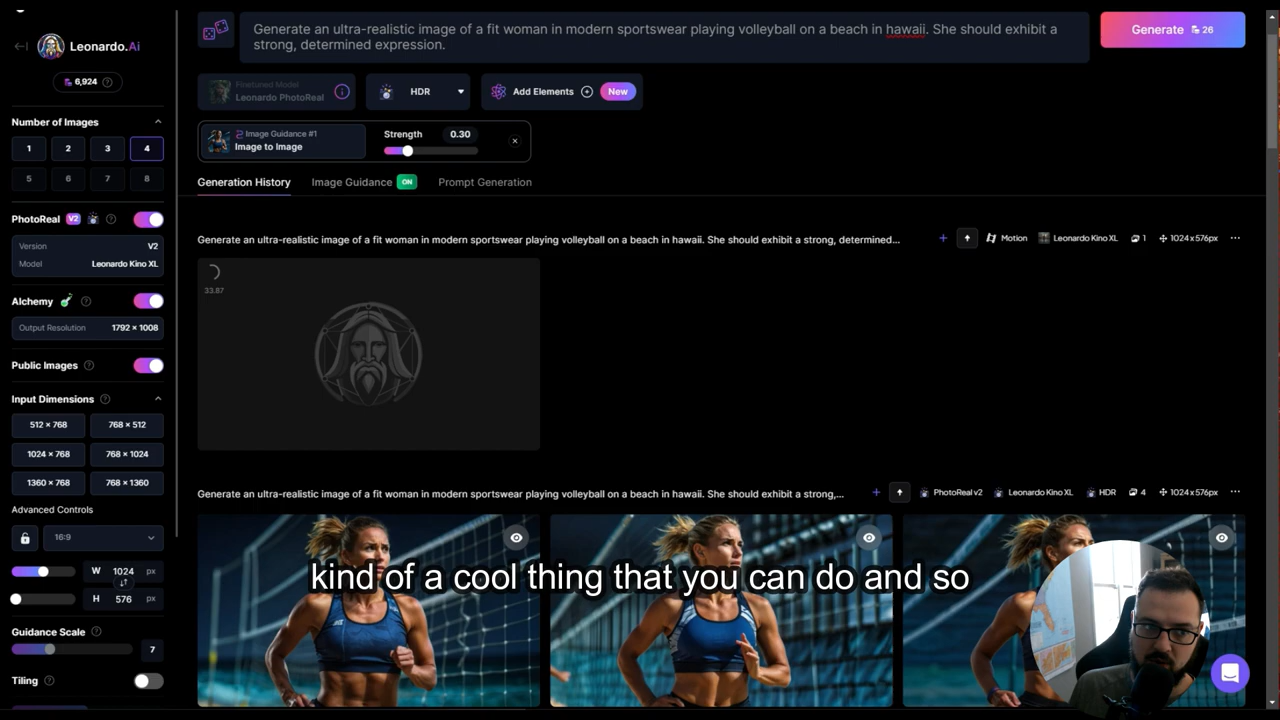 Leonardo.Ai
6,924
Number of Images
1 2 3 4
5 6 7 8
PhotoReal V2
Version V2
Model Leonardo Kino XL
Alchemy
Output Resolution 1792 × 1008
Public Images
Input Dimensions
512 × 768 768 × 512
1024 × 768 768 × 1024
1360 × 768 768 × 1360
Advanced Controls
16:9
W 1024 px
H 576 px
Guidance Scale
7
Tiling
Generate an ultra-realistic image of a fit woman in modern sportswear playing volleyball on a beach in hawaii. She should exhibit a
strong, determined expression.
Generate 26
Finetuned Model
Leonardo PhotoReal
HDR
Add Elements New
Image Guidance #1
Image to Image
Strength 0.30
Generation History Image Guidance ON Prompt Generation
Generate an ultra-realistic image of a fit woman in modern sportswear playing volleyball on a beach in hawaii. She should exhibit a strong, determined...
Motion Leonardo Kino XL 1 1024 x 576px
33.87
Generate an ultra-realistic image of a fit woman in modern sportswear playing volleyball on a beach in hawaii. She should exhibit a strong,...
PhotoReal v2 Leonardo Kino XL HDR 4 1024 x 576px
kind of a cool thing that you can do and so